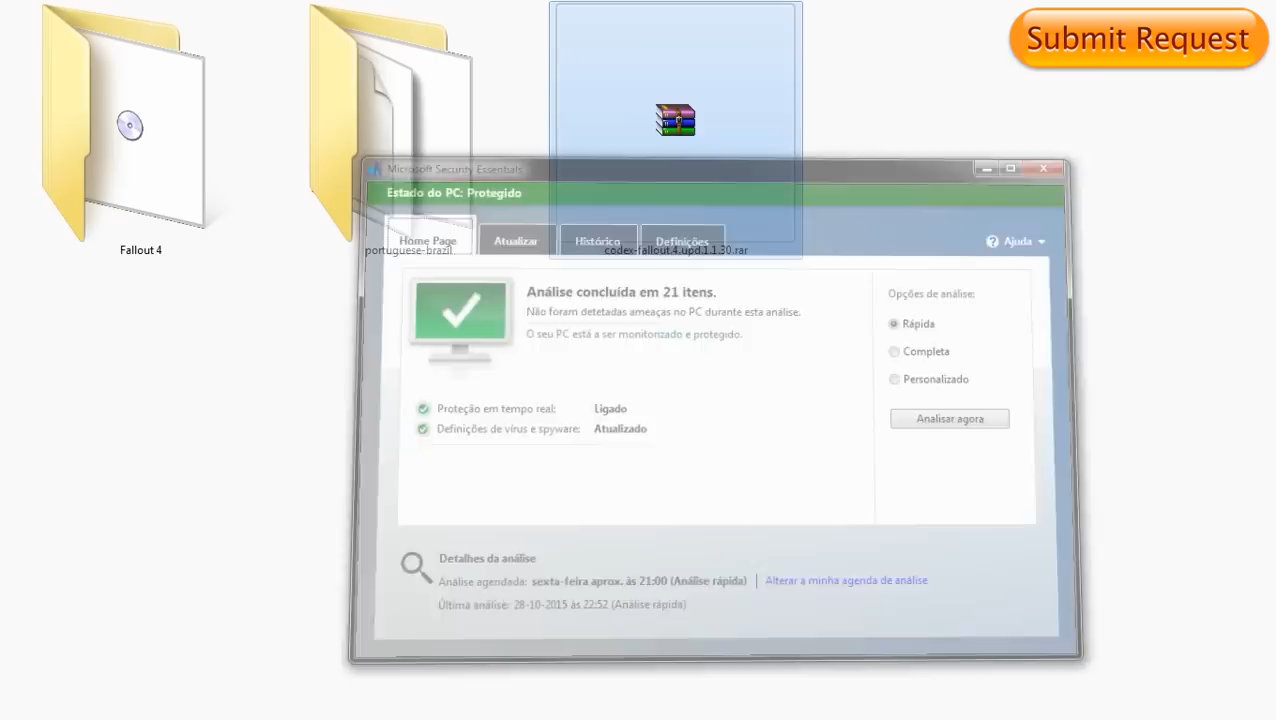 Submit Request
Fallout 4
portuguese-brazil
codex-fallout.4.upd.1.1.30.rar
Microsoft Security Essentials
Estado do PC: Protegido
Home Page
Atualizar
Histórico
Definições
Ajuda
Análise concluída em 21 itens.
Não foram detetadas ameaças no PC durante esta análise.
O seu PC está a ser monitorizado e protegido.
Opções de análise:
Rápida
Completa
Personalizado
Analisar agora
Proteção em tempo real: Ligado
Definições de vírus e spyware: Atualizado
Detalhes da análise
Análise agendada: sexta-feira aprox. às 21:00 (Análise rápida) | Alterar a minha agenda de análise
Última análise: 28-10-2015 às 22:52 (Análise rápida)